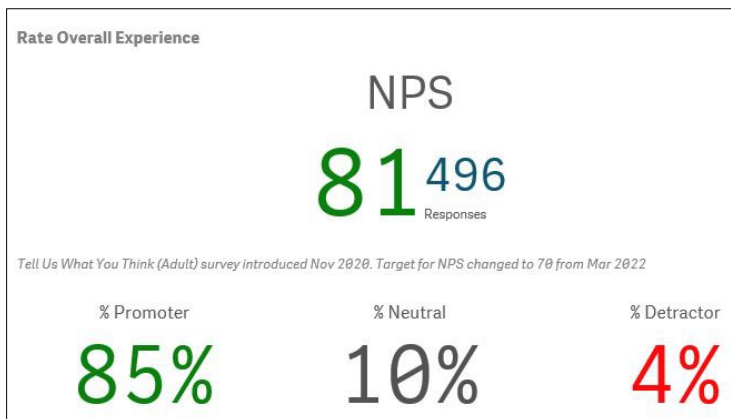 Rate Overall Experience
NPS
81 496
Responses
Tell Us What You Think (Adult) survey introduced Nov 2020. Target for NPS changed to 70 from Mar 2022
% Promoter % Neutral % Detractor
85% 10% 4%